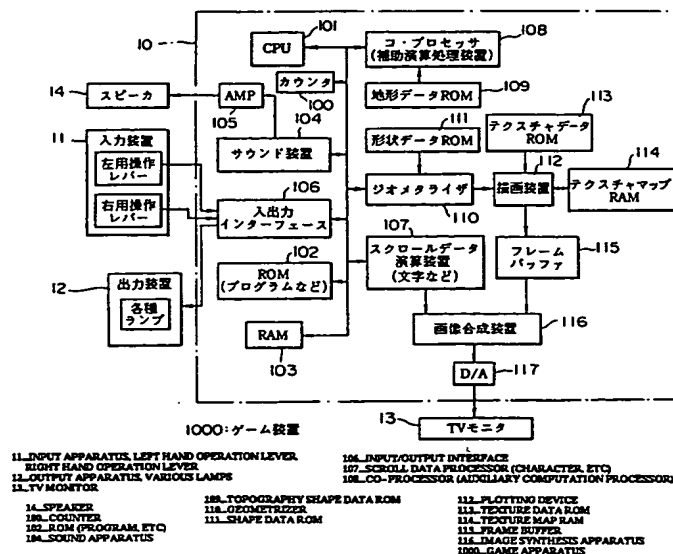 10
101
CPU
コ・プロセッサ
(補助演算処理装置)
108
カウンタ
100
14
スピーカ
AMP
105
104
地形データROM
109
113
11
入力装置
左用操作
レバー
右用操作
レバー
サウンド装置
111
形状データROM
テクスチャデータ
ROM
112
114
106
入出力
インターフェース
ジオメタライザ
110
描画装置
テクスチャマップ
RAM
107
102
ROM
(プログラムなど)
スクロールデータ
演算装置
(文字など)
フレーム
バッファ
115
12
出力装置
各種
ランプ
RAM
103
画像合成装置
116
D/A
117
1000:ゲーム装置
13
TVモニタ
11...INPUT APPARATUS, LEFT HAND OPERATION LEVER
RIGHT HAND OPERATION LEVER
12...OUTPUT APPARATUS, VARIOUS LAMPS
13...TV MONITOR
14...SPEAKER
100...COUNTER
102...ROM (PROGRAM, ETC)
104...SOUND APPARATUS
109...TOPOGRAPHY SHAPE DATA ROM
110...GEOMETRIZER
111...SHAPE DATA ROM
106...INPUT/OUTPUT INTERFACE
107...SCROLL DATA PROCESSOR (CHARACTER, ETC)
108...CO-PROCESSOR (AUXILIARY COMPUTATION PROCESSOR)
112...PLOTTING DEVICE
113...TEXTURE DATA ROM
114...TEXTURE MAP RAM
115...FRAME BUFFER
116...IMAGE SYNTHESIS APPARATUS
1000...GAME APPARATUS